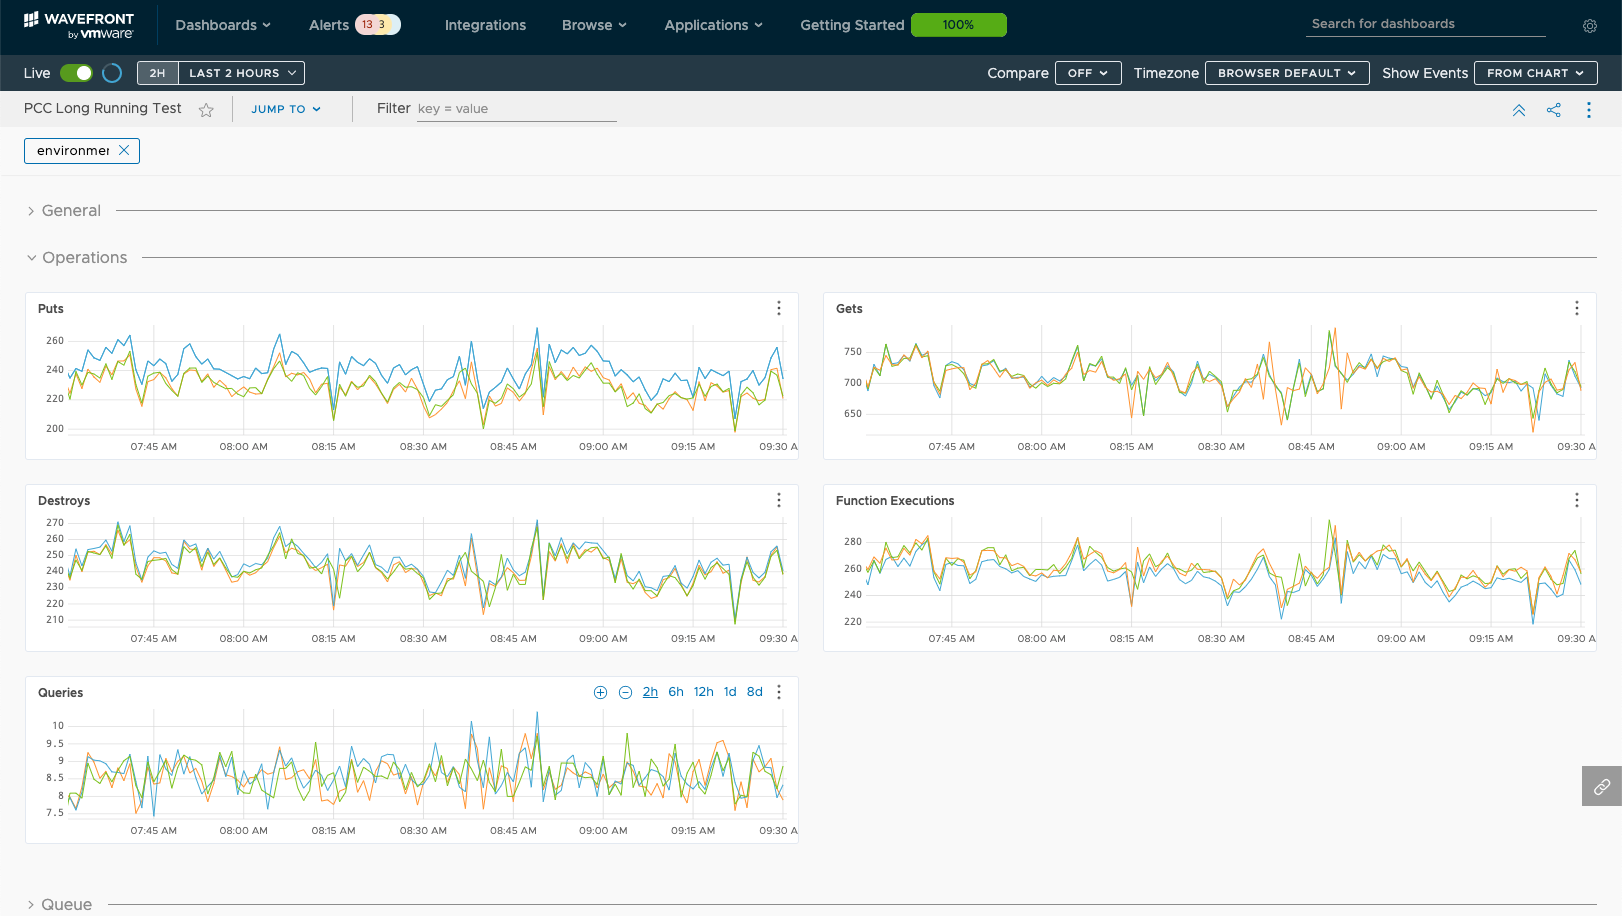 WAVEFRONT
by vmware
Dashboards
Alerts 13 3
Integrations
Browse
Applications
Getting Started 100%
Search for dashboards
Live
2H LAST 2 HOURS
Compare OFF
Timezone BROWSER DEFAULT
Show Events FROM CHART
PCC Long Running Test
JUMP TO
Filter key = value
environmer
General
Operations
Puts
260
240
220
200
07:45 AM 08:00 AM 08:15 AM 08:30 AM 08:45 AM 09:00 AM 09:15 AM 09:30 A
Gets
750
700
650
07:45 AM 08:00 AM 08:15 AM 08:30 AM 08:45 AM 09:00 AM 09:15 AM 09:30 A
Destroys
270
260
250
240
230
220
210
07:45 AM 08:00 AM 08:15 AM 08:30 AM 08:45 AM 09:00 AM 09:15 AM 09:30 A
Function Executions
280
260
240
220
07:45 AM 08:00 AM 08:15 AM 08:30 AM 08:45 AM 09:00 AM 09:15 AM 09:30 A
Queries
2h 6h 12h 1d 8d
10
9.5
9
8.5
8
7.5
07:45 AM 08:00 AM 08:15 AM 08:30 AM 08:45 AM 09:00 AM 09:15 AM 09:30 A
Queue